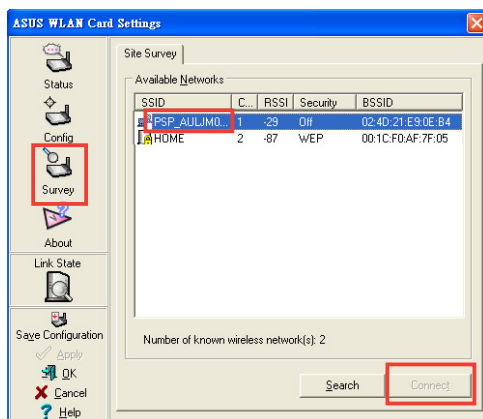 ASUS WLAN Card Settings
Status
Config
Survey
About
Link State
Save Configuration
Apply
OK
Cancel
Help
Site Survey
Available Networks
SSID C... RSSI Security BSSID
PSP_AULJM0... 1 -29 Off 02:4D:21:E9:0E:B4
HOME 2 -87 WEP 00:1C:F0:AF:7F:05
Number of known wireless network(s): 2
Search Connect